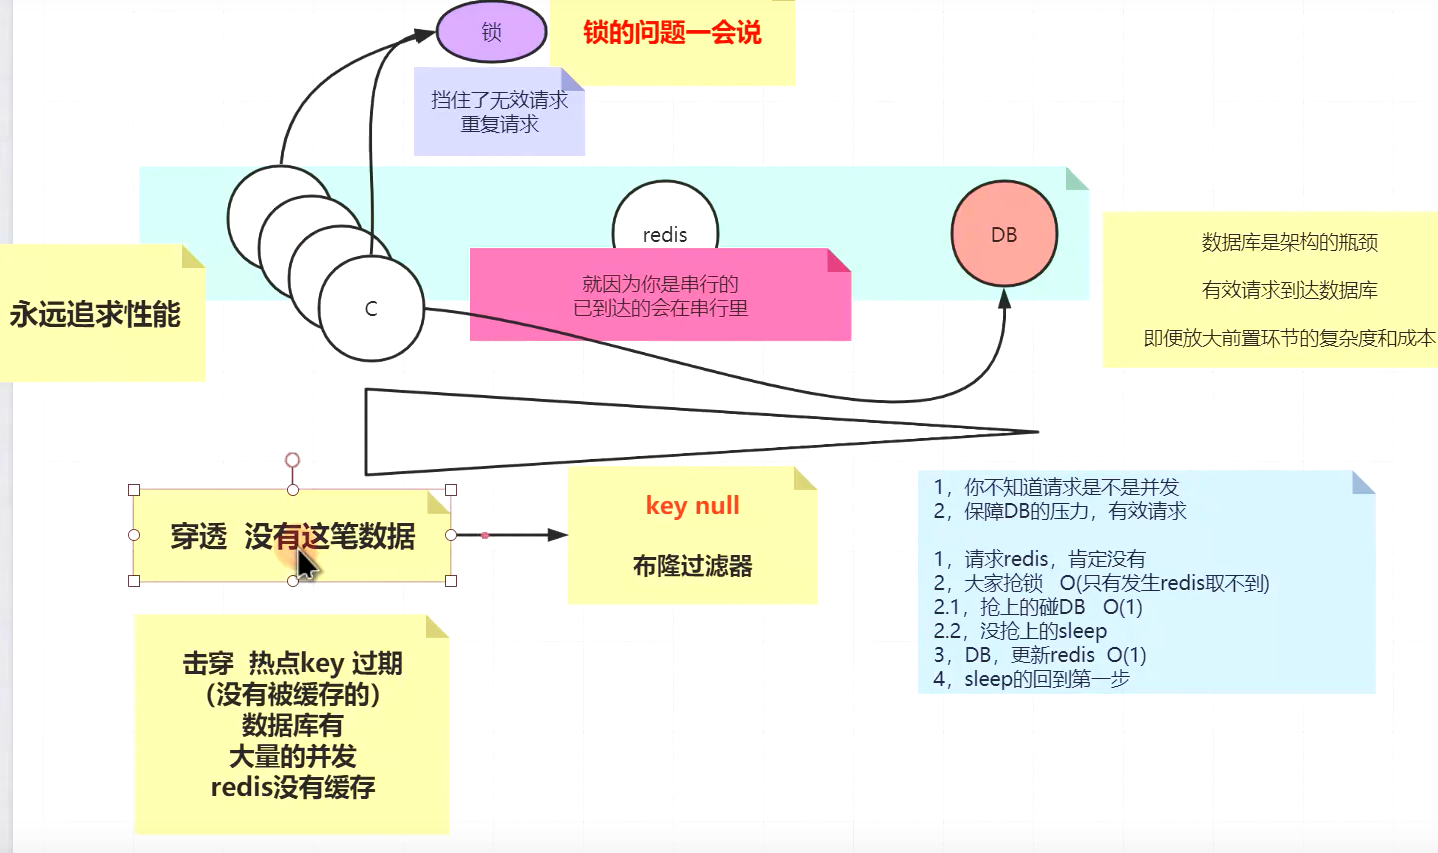 锁
锁的问题一会说
挡住了无效请求
重复请求
redis
DB
C
就因为你是串行的
已到达的会在串行里
永远追求性能
数据库是架构的瓶颈
有效请求到达数据库
即便放大前置环节的复杂度和成本
穿透 没有这笔数据
key null
布隆过滤器
1，你不知道请求是不是并发
2，保障DB的压力，有效请求
1，请求redis，肯定没有
2，大家抢锁 O(只有发生redis取不到)
2.1，抢上的碰DB O(1)
2.2，没抢上的sleep
3，DB，更新redis O(1)
4，sleep的回到第一步
击穿 热点key 过期
（没有被缓存的）
数据库有
大量的并发
redis没有缓存